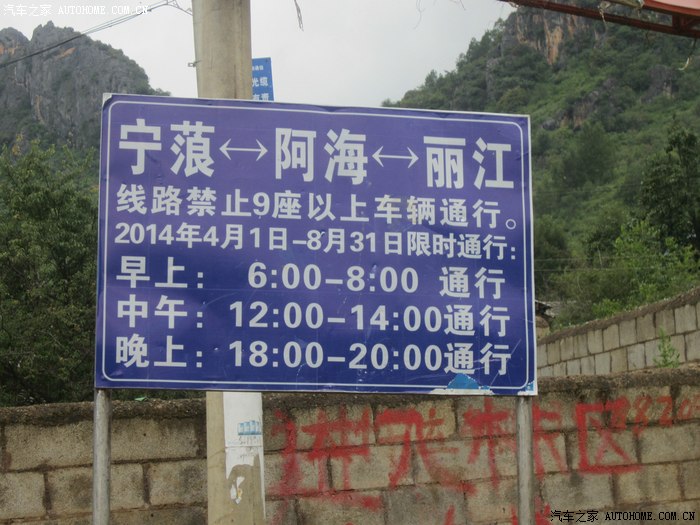 汽车之家 AUTOHOME.COM.CN
光缆
宁蒗↔阿海↔丽江
线路禁止9座以上车辆通行。
2014年4月1日-8月31日限时通行:
早上: 6:00-8:00 通行
中午: 12:00-14:00通行
晚上: 18:00-20:00通行
汽车之家 AUTOHOME.COM.CN